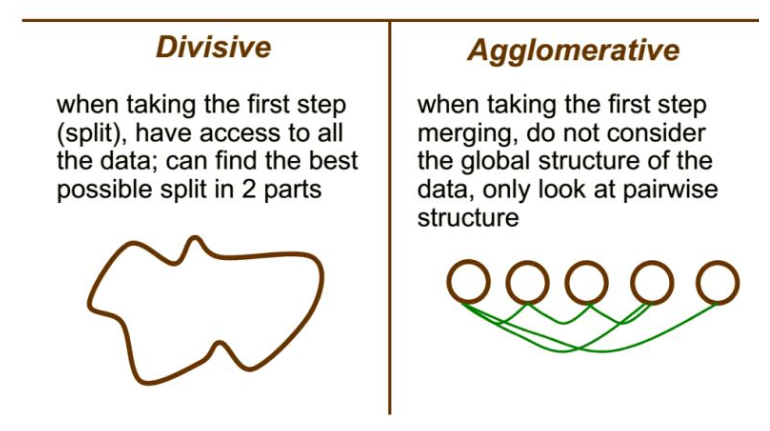 Divisive
when taking the first step
(split), have access to all
the data; can find the best
possible split in 2 parts
Agglomerative
when taking the first step
merging, do not consider
the global structure of the
data, only look at pairwise
structure